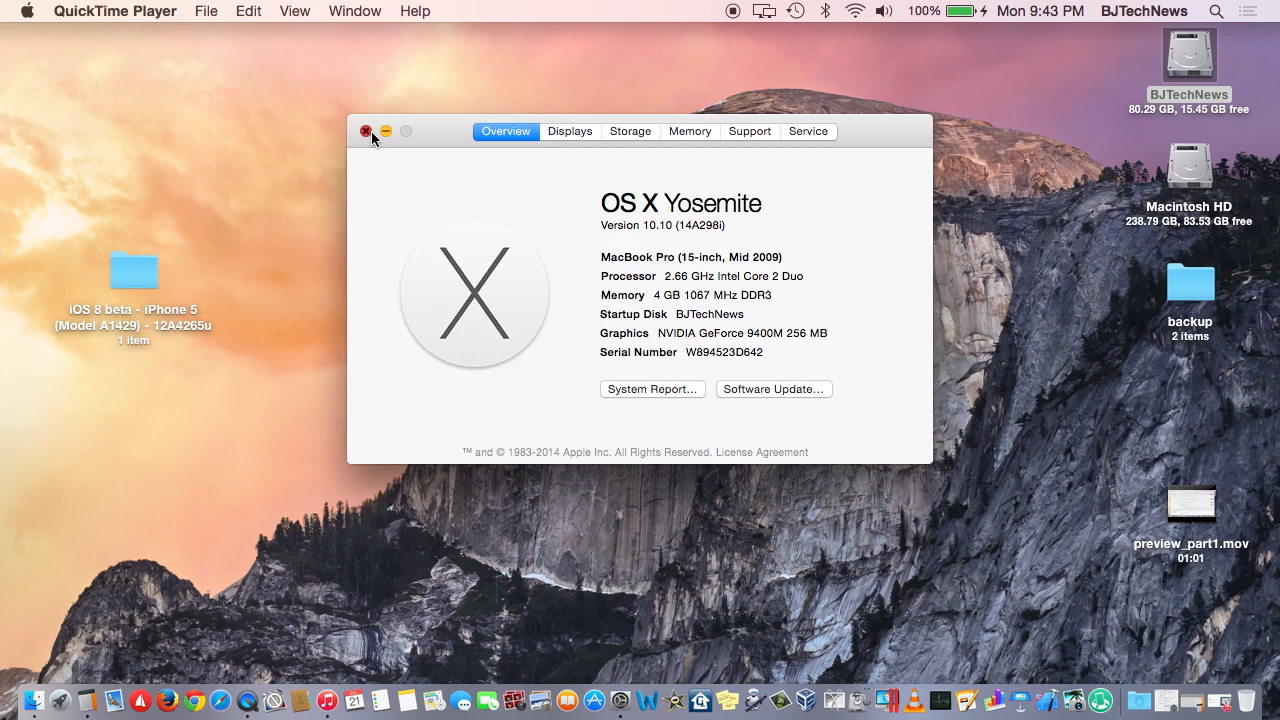 QuickTime Player File Edit View Window Help 100% Mon 9:43 PM BJTechNews
BJTechNews
80.29 GB, 15.45 GB free
Overview Displays Storage Memory Support Service
Macintosh HD
238.79 GB, 83.53 GB free
OS X Yosemite
Version 10.10 (14A298i)
MacBook Pro (15-inch, Mid 2009)
Processor 2.66 GHz Intel Core 2 Duo
Memory 4 GB 1067 MHz DDR3
Startup Disk BJTechNews
Graphics NVIDIA GeForce 9400M 256 MB
Serial Number W894523D642
System Report... Software Update...
™ and © 1983-2014 Apple Inc. All Rights Reserved. License Agreement
iOS 8 beta - iPhone 5
(Model A1429) - 12A4265u
1 item
backup
2 items
preview_part1.mov
01:01
21